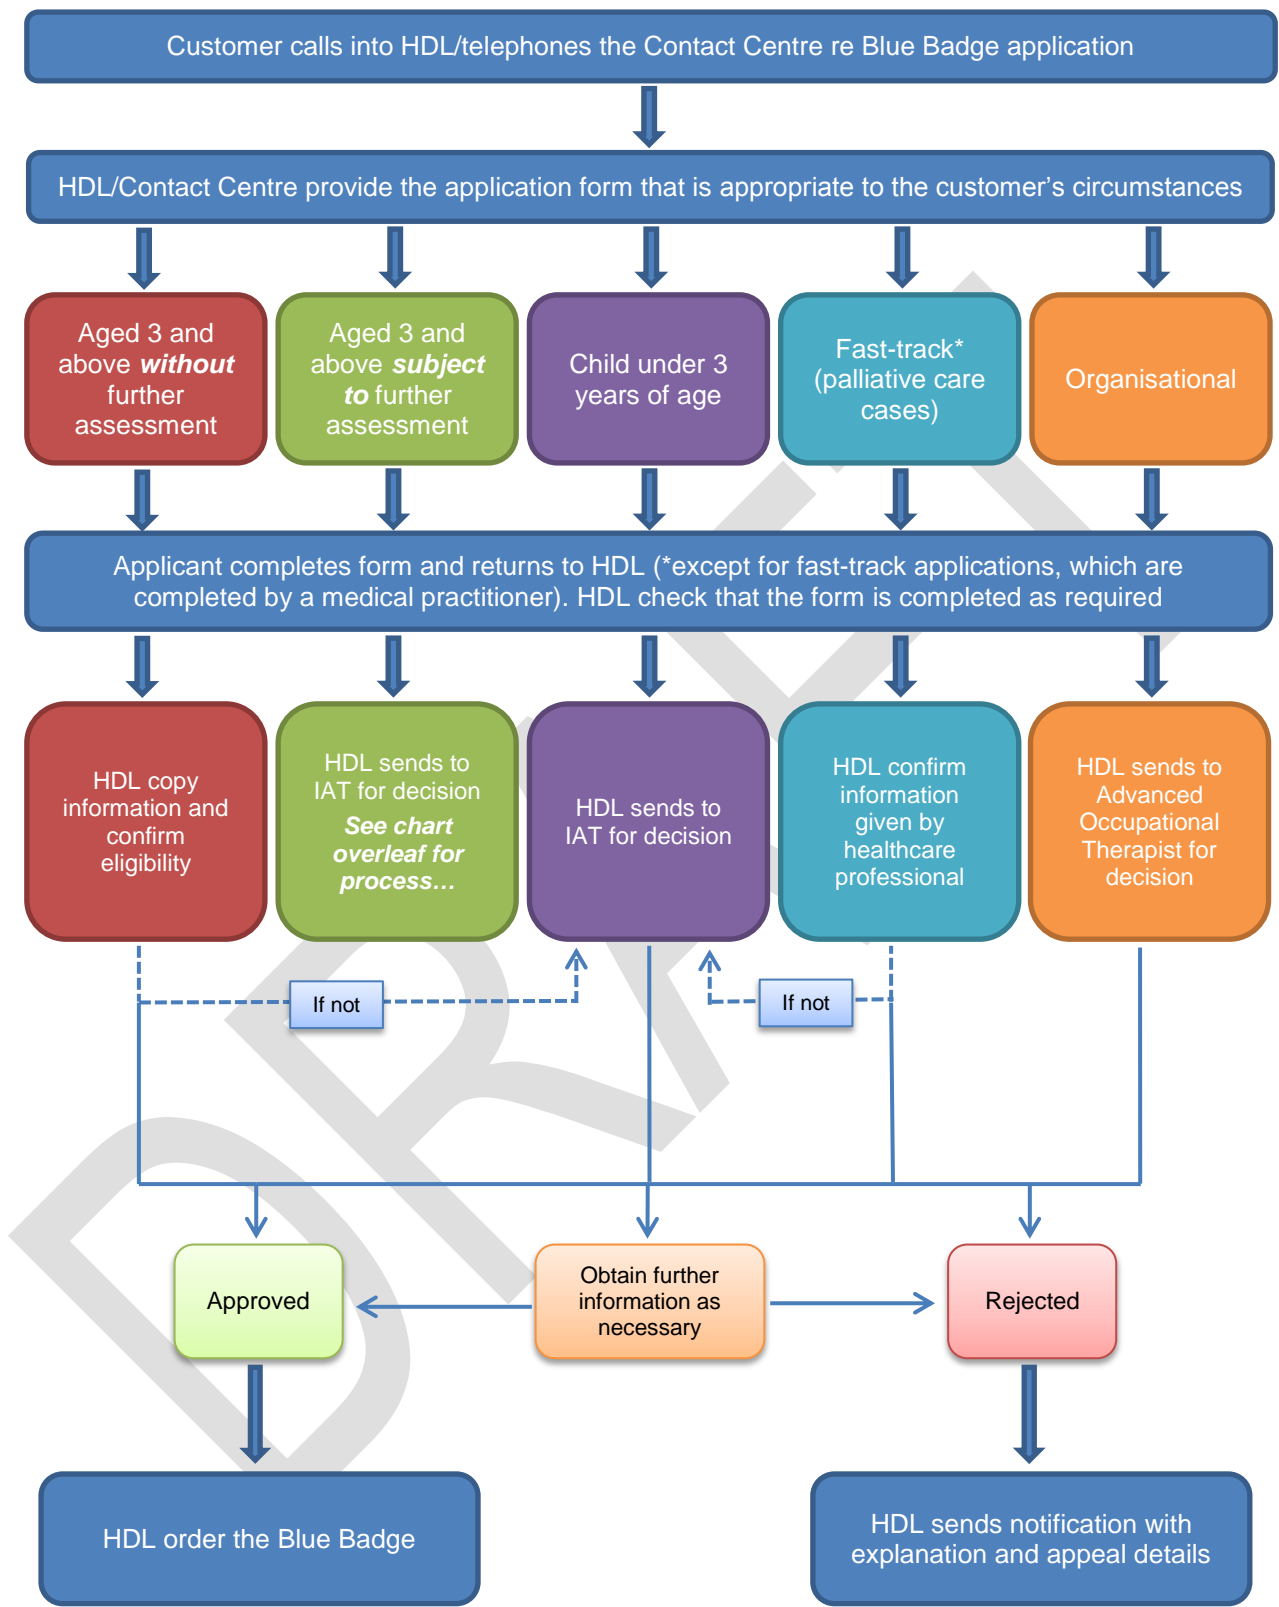 Customer calls into HDL/telephones the Contact Centre re Blue Badge application
HDL/Contact Centre provide the application form that is appropriate to the customer’s circumstances
Aged 3 and
above without
further
assessment
Aged 3 and
above subject
to further
assessment
Child under 3
years of age
Fast-track*
(palliative care
cases)
Organisational
Applicant completes form and returns to HDL (*except for fast-track applications, which are
completed by a medical practitioner). HDL check that the form is completed as required
HDL copy
information and
confirm
eligibility
HDL sends to
IAT for decision
See chart
overleaf for
process…
HDL sends to
IAT for decision
HDL confirm
information
given by
healthcare
professional
HDL sends to
Advanced
Occupational
Therapist for
decision
If not
If not
Approved
Obtain further
information as
necessary
Rejected
HDL order the Blue Badge
HDL sends notification with
explanation and appeal details
DRAFT